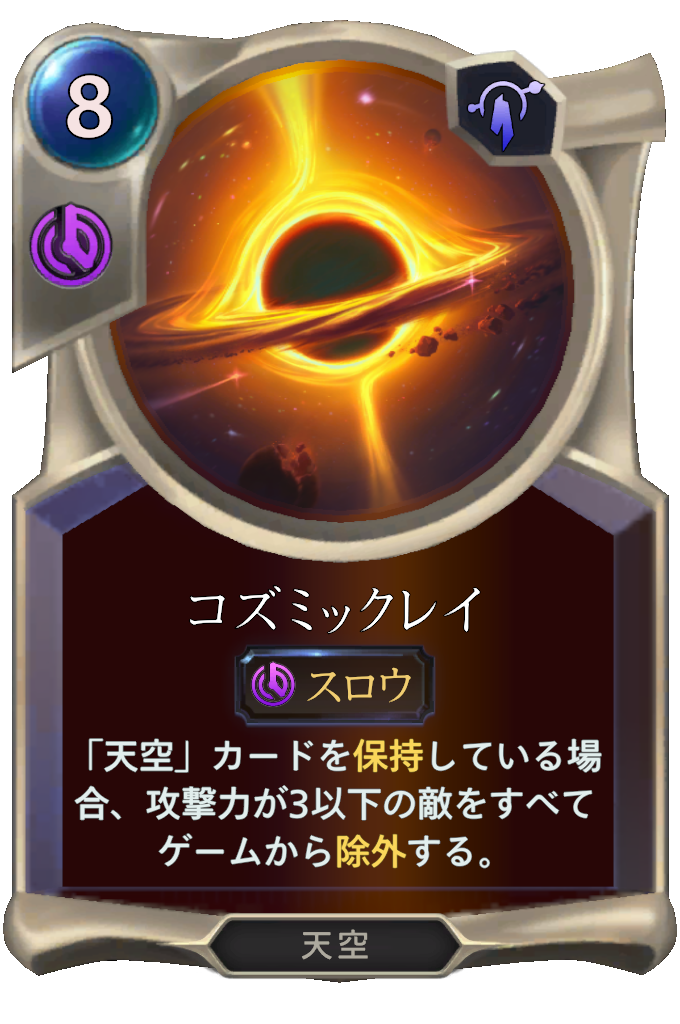 8
コズミックレイ
スロウ
「天空」カードを保持している場
合、攻撃力が3以下の敵をすべて
ゲームから除外する。
天空